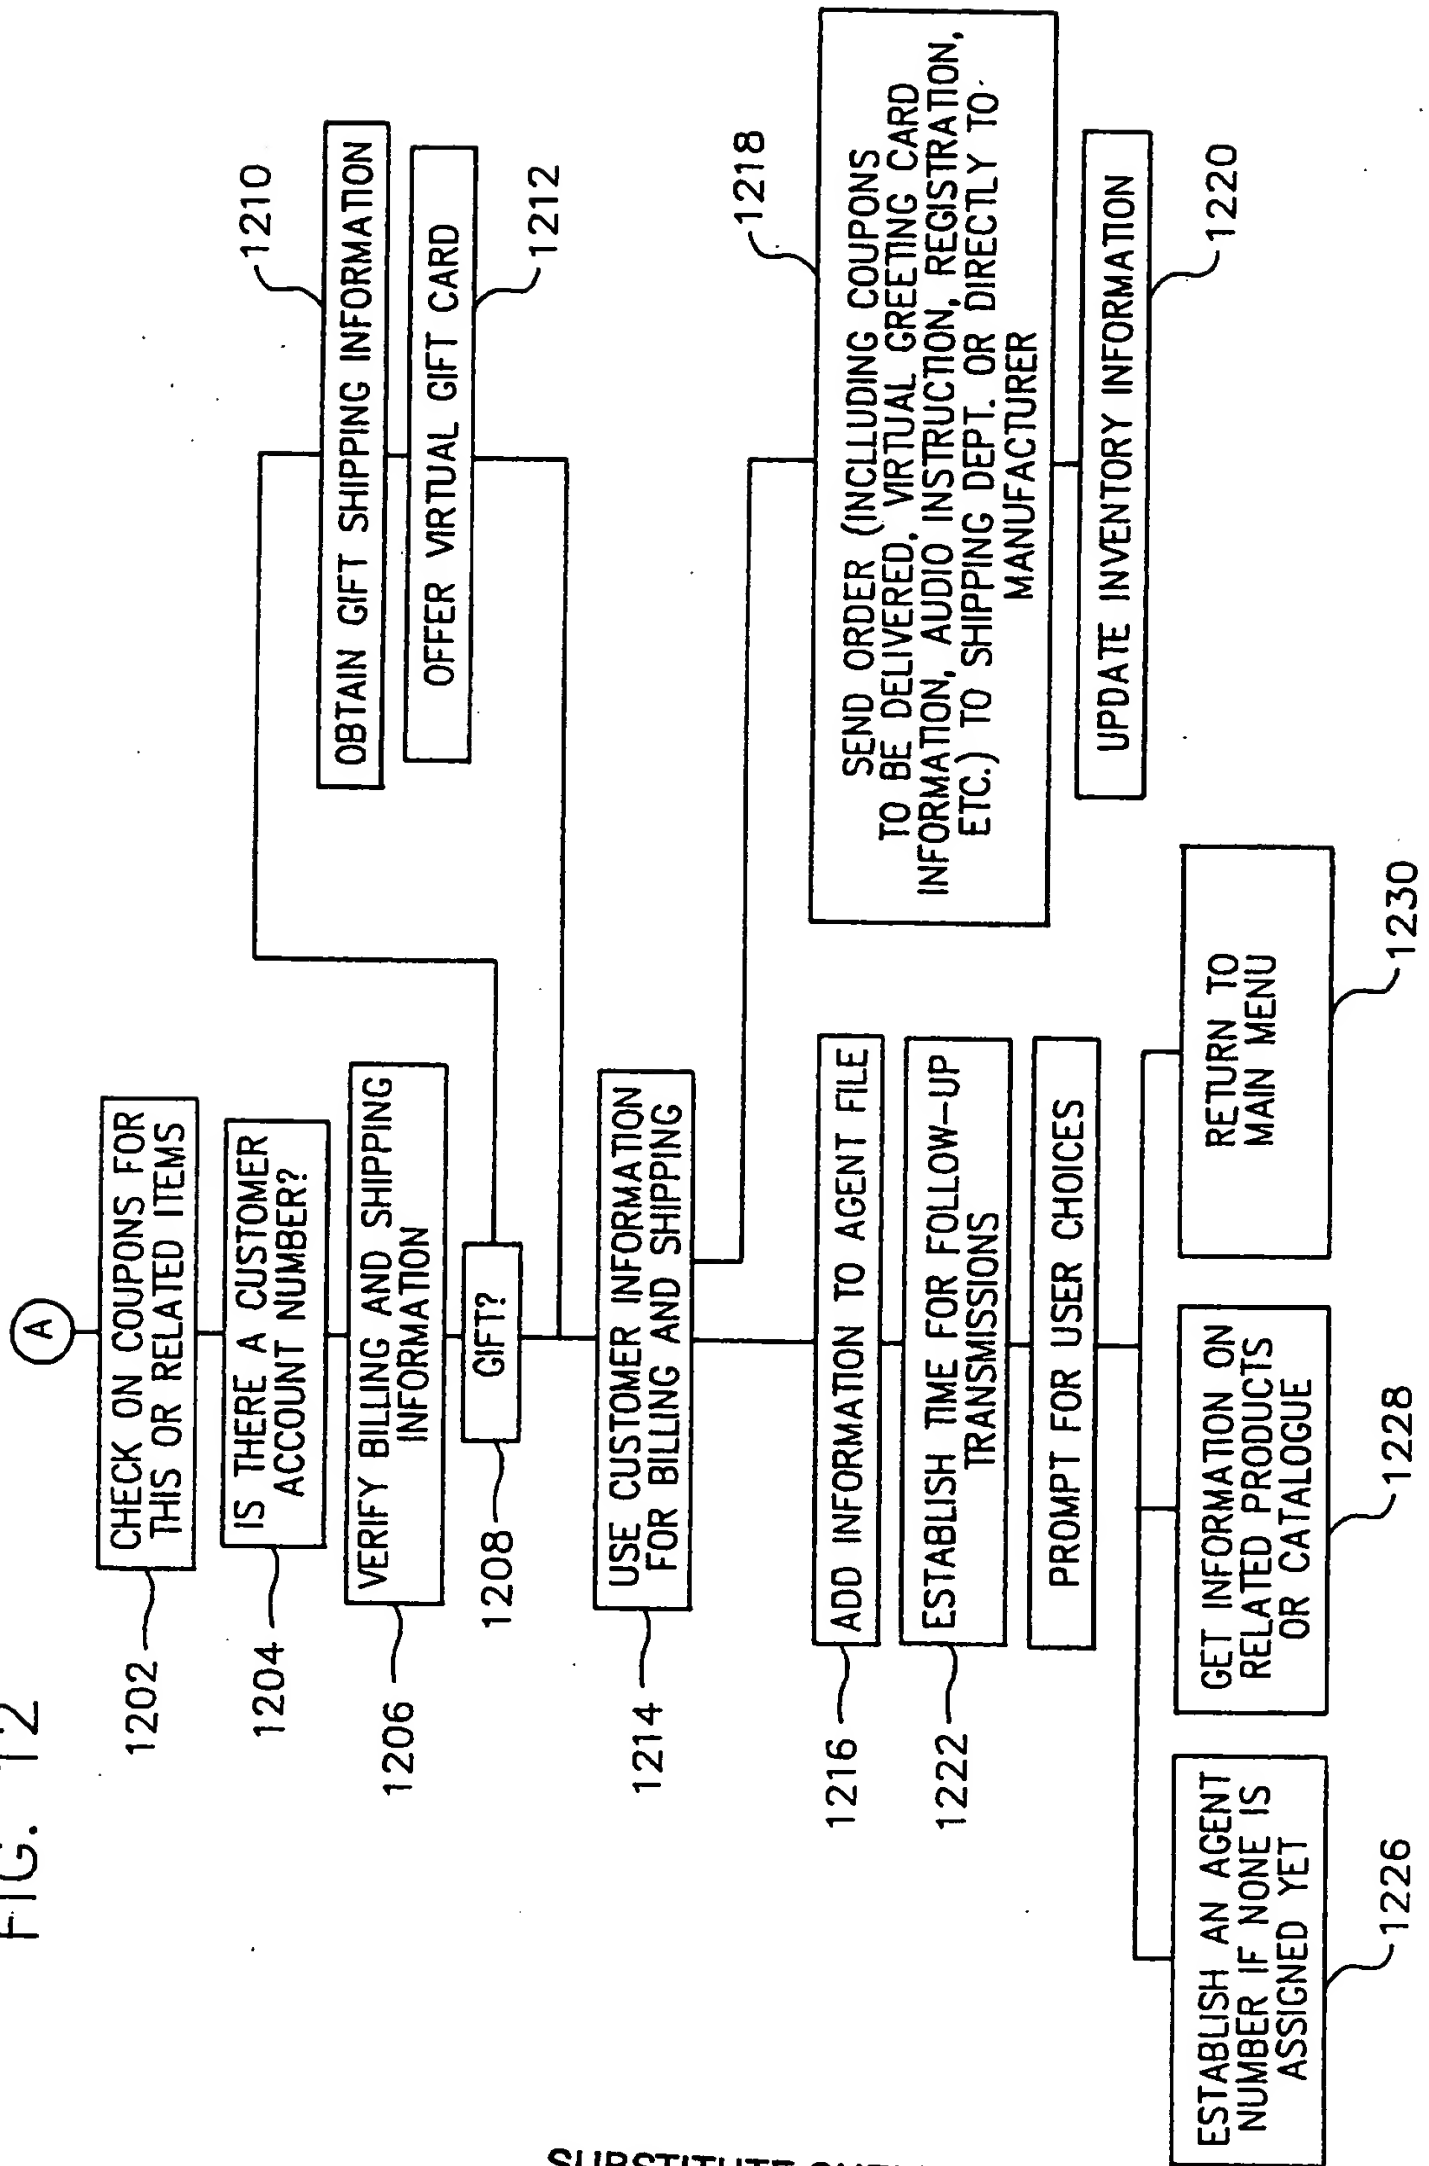 FIG. 12
A
CHECK ON COUPONS FOR
THIS OR RELATED ITEMS
1202
IS THERE A CUSTOMER
ACCOUNT NUMBER?
1204
VERIFY BILLING AND SHIPPING
INFORMATION
1206
GIFT?
1208
1210
OBTAIN GIFT SHIPPING INFORMATION
OFFER VIRTUAL GIFT CARD
1212
USE CUSTOMER INFORMATION
FOR BILLING AND SHIPPING
1214
1218
SEND ORDER (INCLLUDING COUPONS
TO BE DELIVERED, VIRTUAL GREETING CARD
INFORMATION, AUDIO INSTRUCTION, REGISTRATION,
ETC.) TO SHIPPING DEPT. OR DIRECTLY TO
MANUFACTURER
UPDATE INVENTORY INFORMATION
1220
ADD INFORMATION TO AGENT FILE
1216
ESTABLISH TIME FOR FOLLOW-UP
TRANSMISSIONS
1222
PROMPT FOR USER CHOICES
ESTABLISH AN AGENT
NUMBER IF NONE IS
ASSIGNED YET
1226
GET INFORMATION ON
RELATED PRODUCTS
OR CATALOGUE
1228
RETURN TO
MAIN MENU
1230
SUBSTITUTE